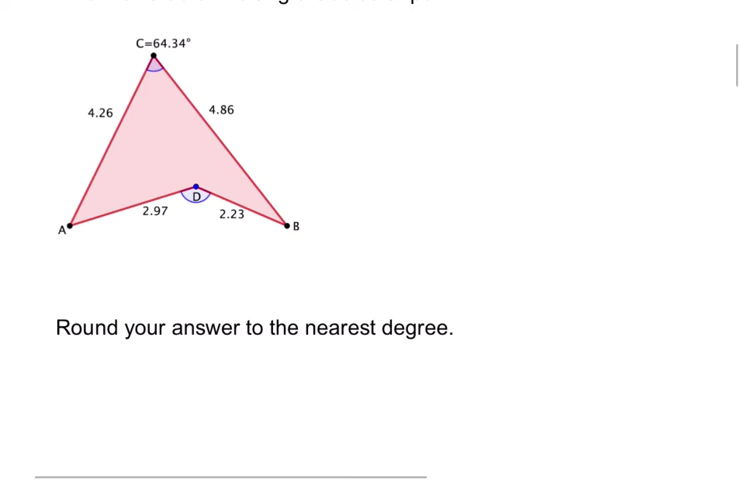 C=64.34°
4.26
4.86
D
2.97
2.23
A
B
Round your answer to the nearest degree.